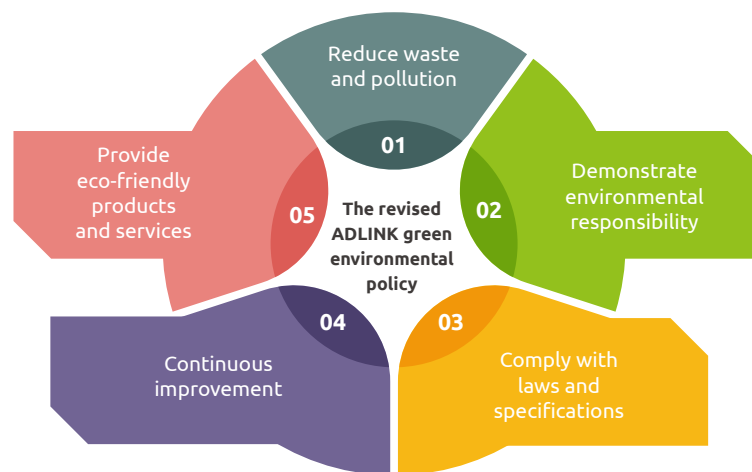 Reduce waste
and pollution
01
Demonstrate
environmental
responsibility
02
Comply with
laws and
specifications
03
Continuous
improvement
04
Provide
eco-friendly
products
and services
05
The revised
ADLINK green
environmental
policy